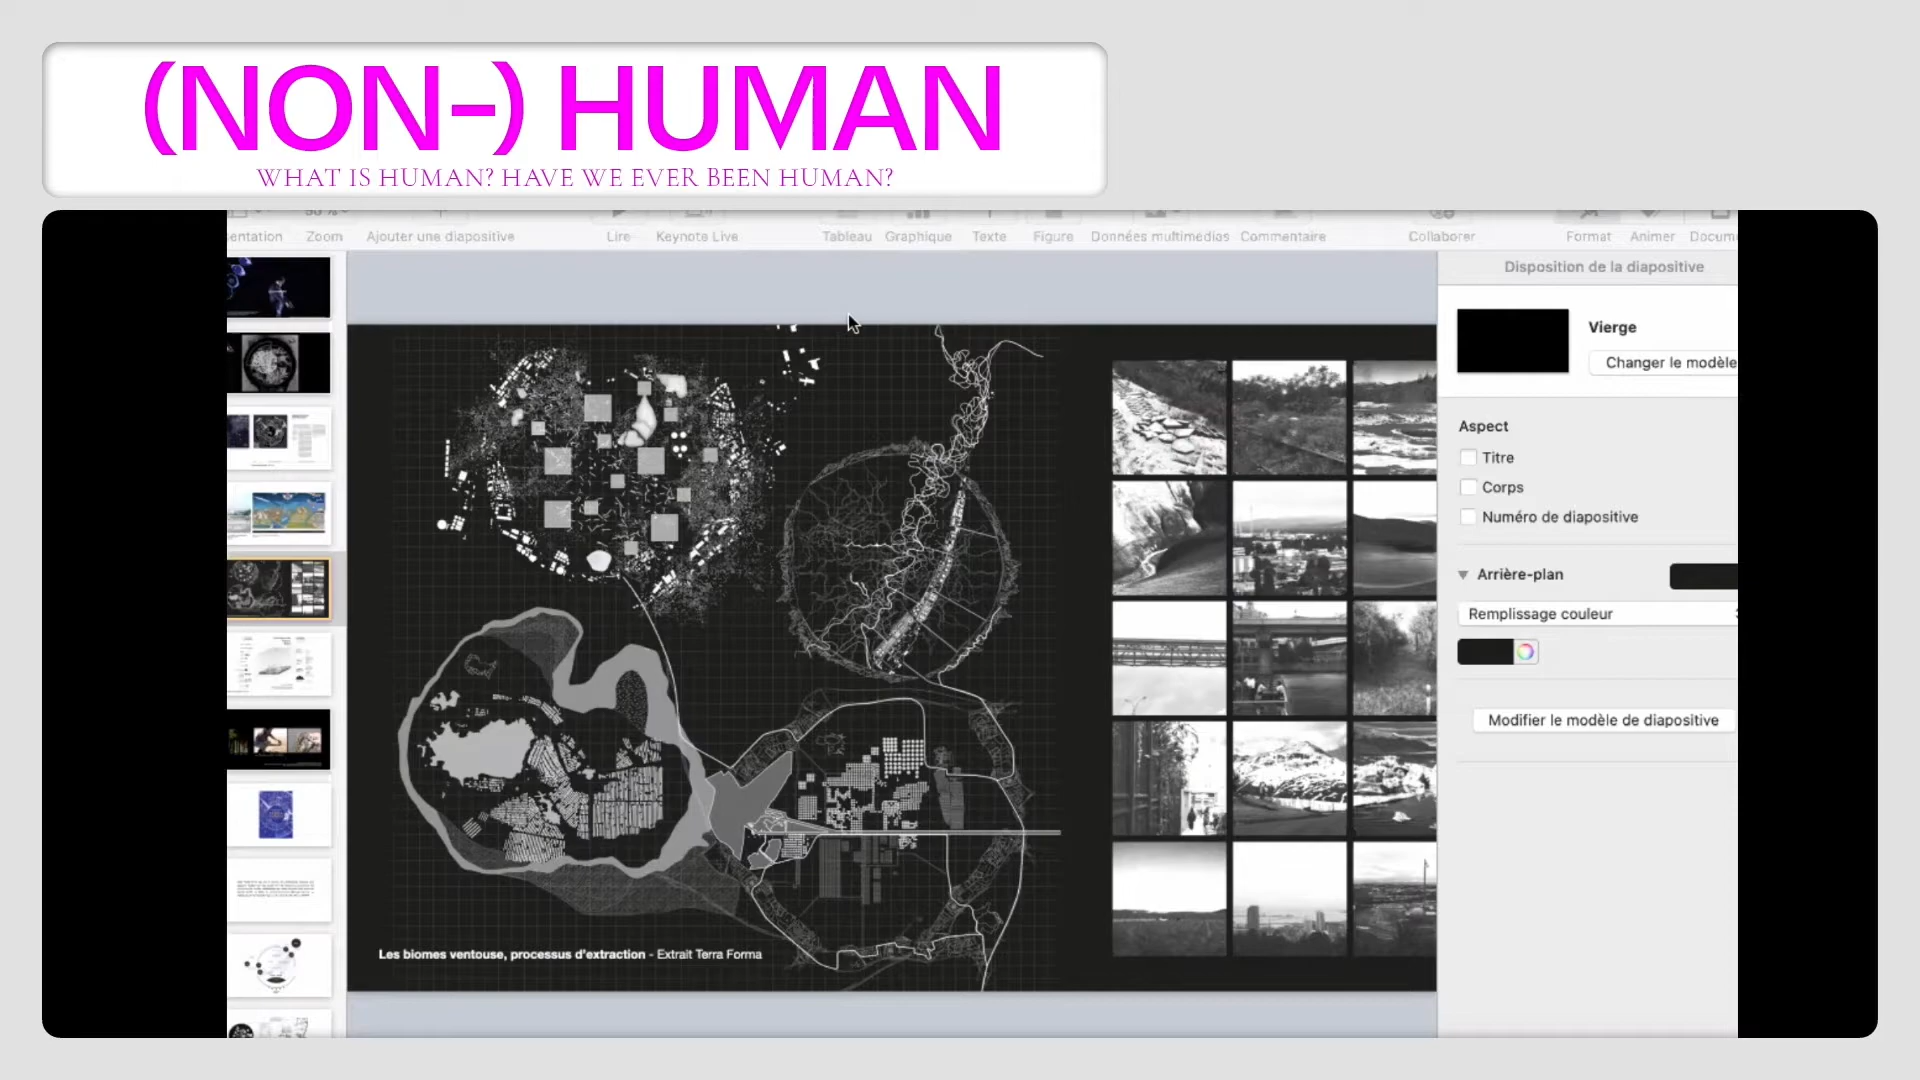 (NON-) HUMAN
WHAT IS HUMAN? HAVE WE EVER BEEN HUMAN?
Zoom
Ajouter une diapositive
Lire
Keynote Live
Tableau
Graphique
Texte
Figure
Données multimédias
Commentaire
Collaborer
Format
Animer
Disposition de la diapositive
Vierge
Changer le modèle
Aspect
Titre
Corps
Numéro de diapositive
Arrière-plan
Remplissage couleur
Modifier le modèle de diapositive
Les biomes ventouse, processus d'extraction - Extrait Terra Forma